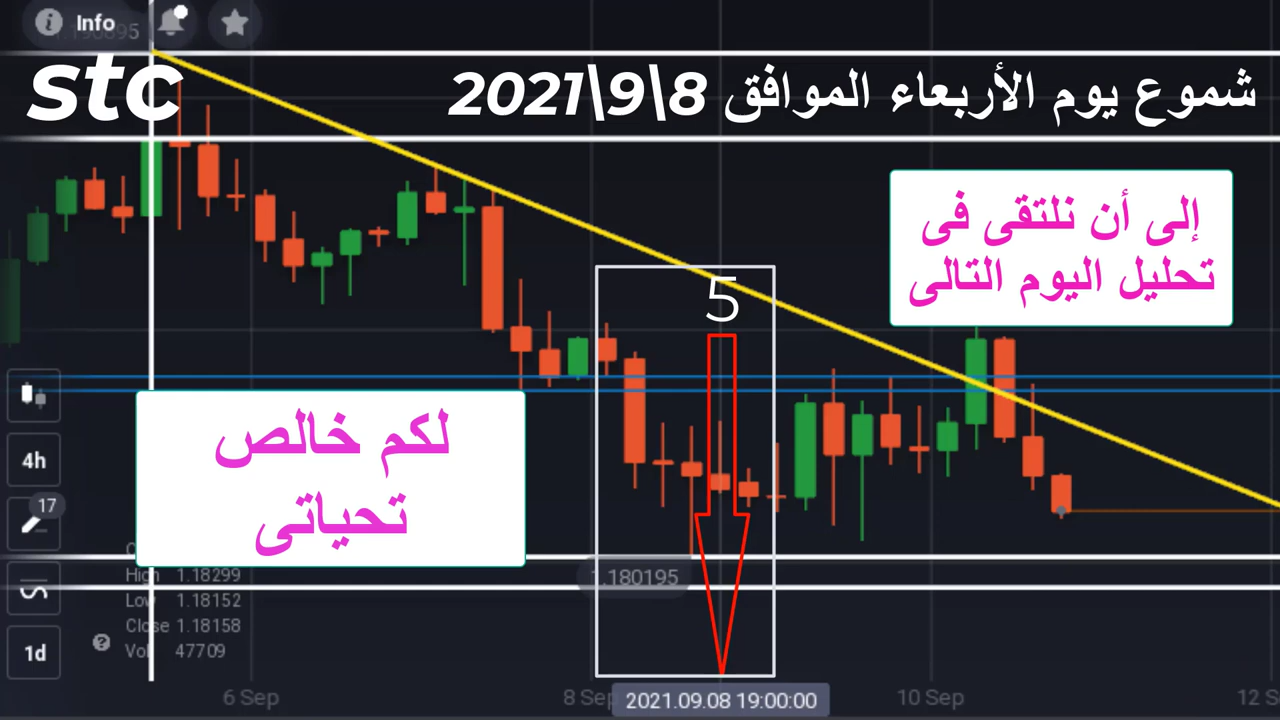 Info
stc
شموع يوم الأربعاء الموافق 8\9\2021
إلى أن نلتقى فى
تحليل اليوم التالى
5
لكم خالص
تحياتى
4h
17
High 1.18299
Low 1.18152
Close 1.18158
Vol 47709
1d
1.180195
6 Sep
8 Sep
2021.09.08 19:00:00
10 Sep